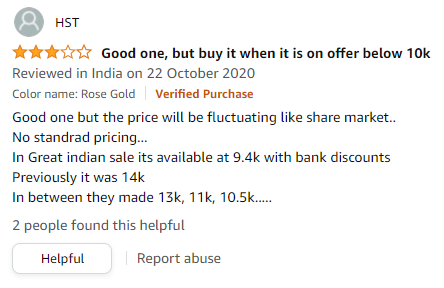 HST
Good one, but buy it when it is on offer below 10k
Reviewed in India on 22 October 2020
Color name: Rose Gold Verified Purchase
Good one but the price will be fluctuating like share market..
No standrad pricing...
In Great indian sale its available at 9.4k with bank discounts
Previously it was 14k
In between they made 13k, 11k, 10.5k.....
2 people found this helpful
Helpful Report abuse